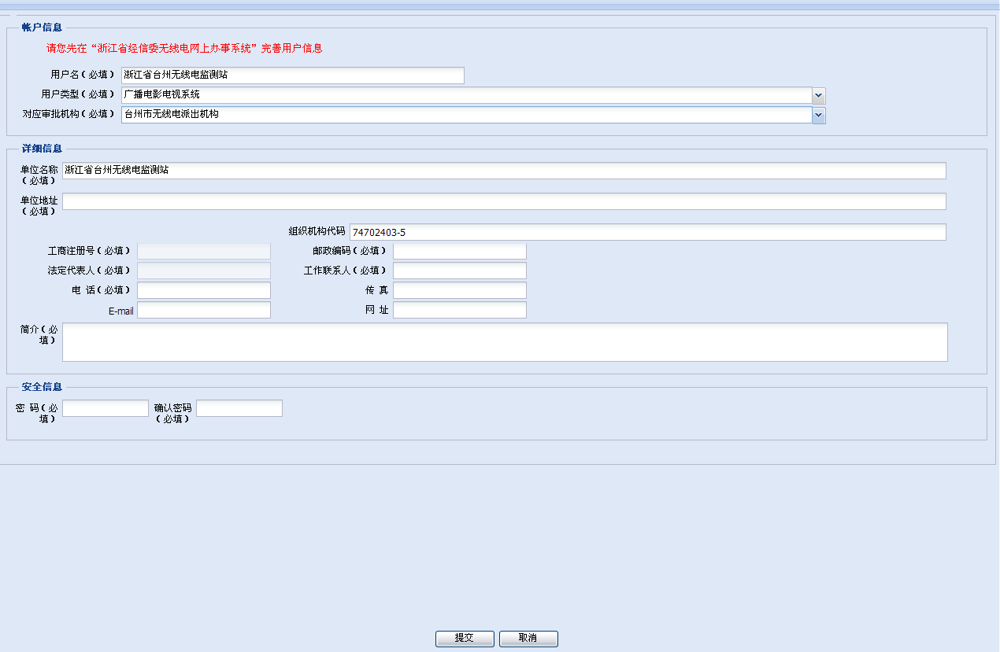 帐户信息
请您先在“浙江省经信委无线电网上办事系统”完善用户信息
用户名(必填) 浙江省台州无线电监测站
用户类型(必填) 广播电影电视系统
对应审批机构(必填) 台州市无线电派出机构
详细信息
单位名称 浙江省台州无线电监测站
(必填)
单位地址
(必填)
组织机构代码 74702403-5
工商注册号(必填) 邮政编码(必填)
法定代表人(必填) 工作联系人(必填)
电 话(必填) 传 真
E-mail 网 址
简介(必
填)
安全信息
密 码(必 确认密码
填) (必填)
提交 取消